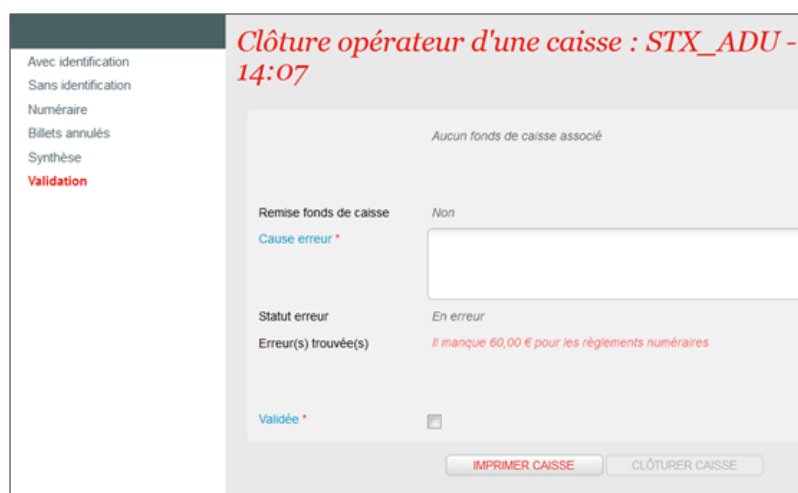 Avec identification
Sans identification
Numéraire
Billets annulés
Synthèse
Validation
Clôture opérateur d'une caisse : STX_ADU -
14:07
Aucun fonds de caisse associé
Remise fonds de caisse Non
Cause erreur *
Statut erreur En erreur
Erreur(s) trouvée(s) Il manque 60,00 € pour les règlements numéraires
Validée *
IMPRIMER CAISSE CLÔTURER CAISSE